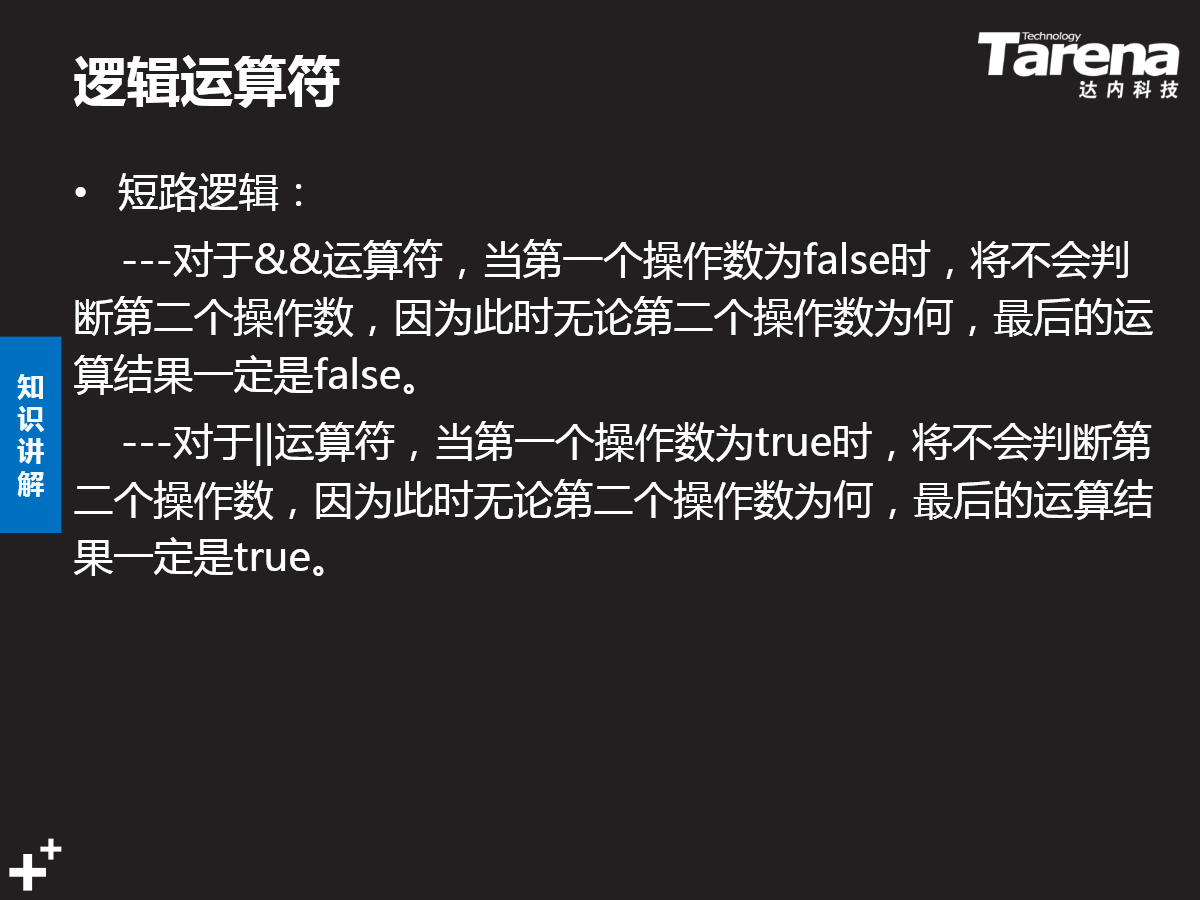 逻辑运算符
Technology
Tarena
达内科技
• 短路逻辑：
---对于&&运算符，当第一个操作数为false时，将不会判
断第二个操作数，因为此时无论第二个操作数为何，最后的运
算结果一定是false。
---对于||运算符，当第一个操作数为true时，将不会判断第
二个操作数，因为此时无论第二个操作数为何，最后的运算结
果一定是true。
知
识
讲
解